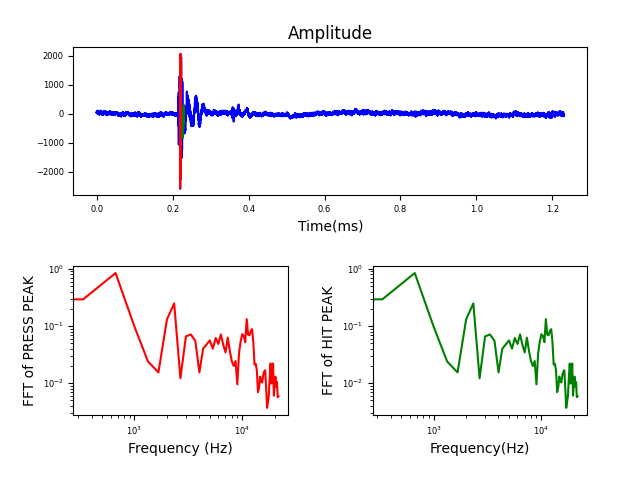 Amplitude
2000
1000
0
−1000
−2000
0.0 0.2 0.4 0.6 0.8 1.0 1.2
Time(ms)
FFT of PRESS PEAK
10⁰
10⁻¹
10⁻²
10³ 10⁴
Frequency (Hz)
FFT of HIT PEAK
10⁰
10⁻¹
10⁻²
10³ 10⁴
Frequency(Hz)